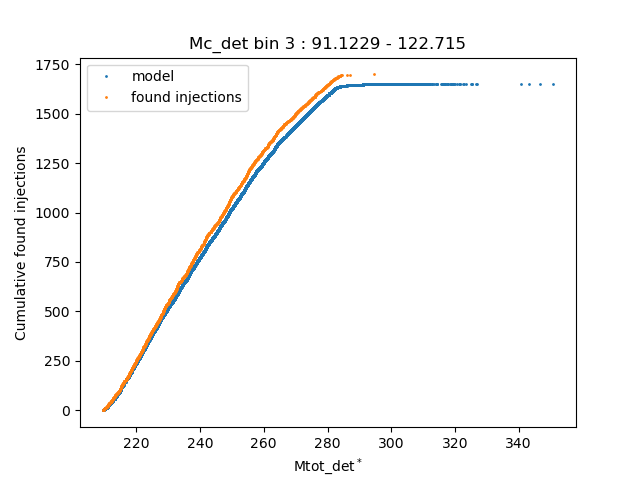 Mc_det bin 3 : 91.1229 - 122.715
model
found injections
Cumulative found injections
1750
1500
1250
1000
750
500
250
0
220 240 260 280 300 320 340
Mtot_det*